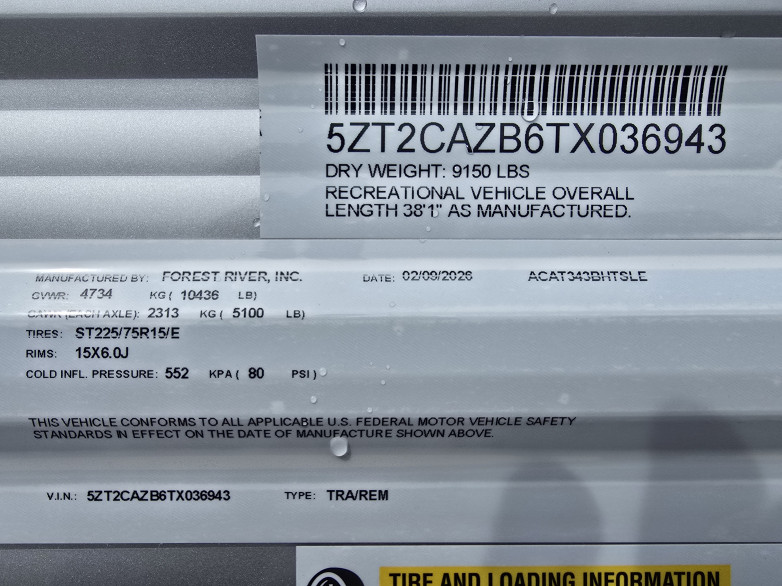 5ZT2CAZB6TX036943
DRY WEIGHT: 9150 LBS
RECREATIONAL VEHICLE OVERALL
LENGTH 38'1" AS MANUFACTURED.
MANUFACTURED BY: FOREST RIVER, INC. DATE: 02/09/2026 ACAT343BHTSLE
GVWR: 4734 KG ( 10436 LB)
GAWR (EACH AXLE): 2313 KG ( 5100 LB)
TIRES: ST225/75R15/E
RIMS: 15X6.0J
COLD INFL. PRESSURE: 552 KPA ( 80 PSI )
THIS VEHICLE CONFORMS TO ALL APPLICABLE U.S. FEDERAL MOTOR VEHICLE SAFETY
STANDARDS IN EFFECT ON THE DATE OF MANUFACTURE SHOWN ABOVE.
V.I.N.: 5ZT2CAZB6TX036943 TYPE: TRA/REM
TIRE AND LOADING INFORMATION